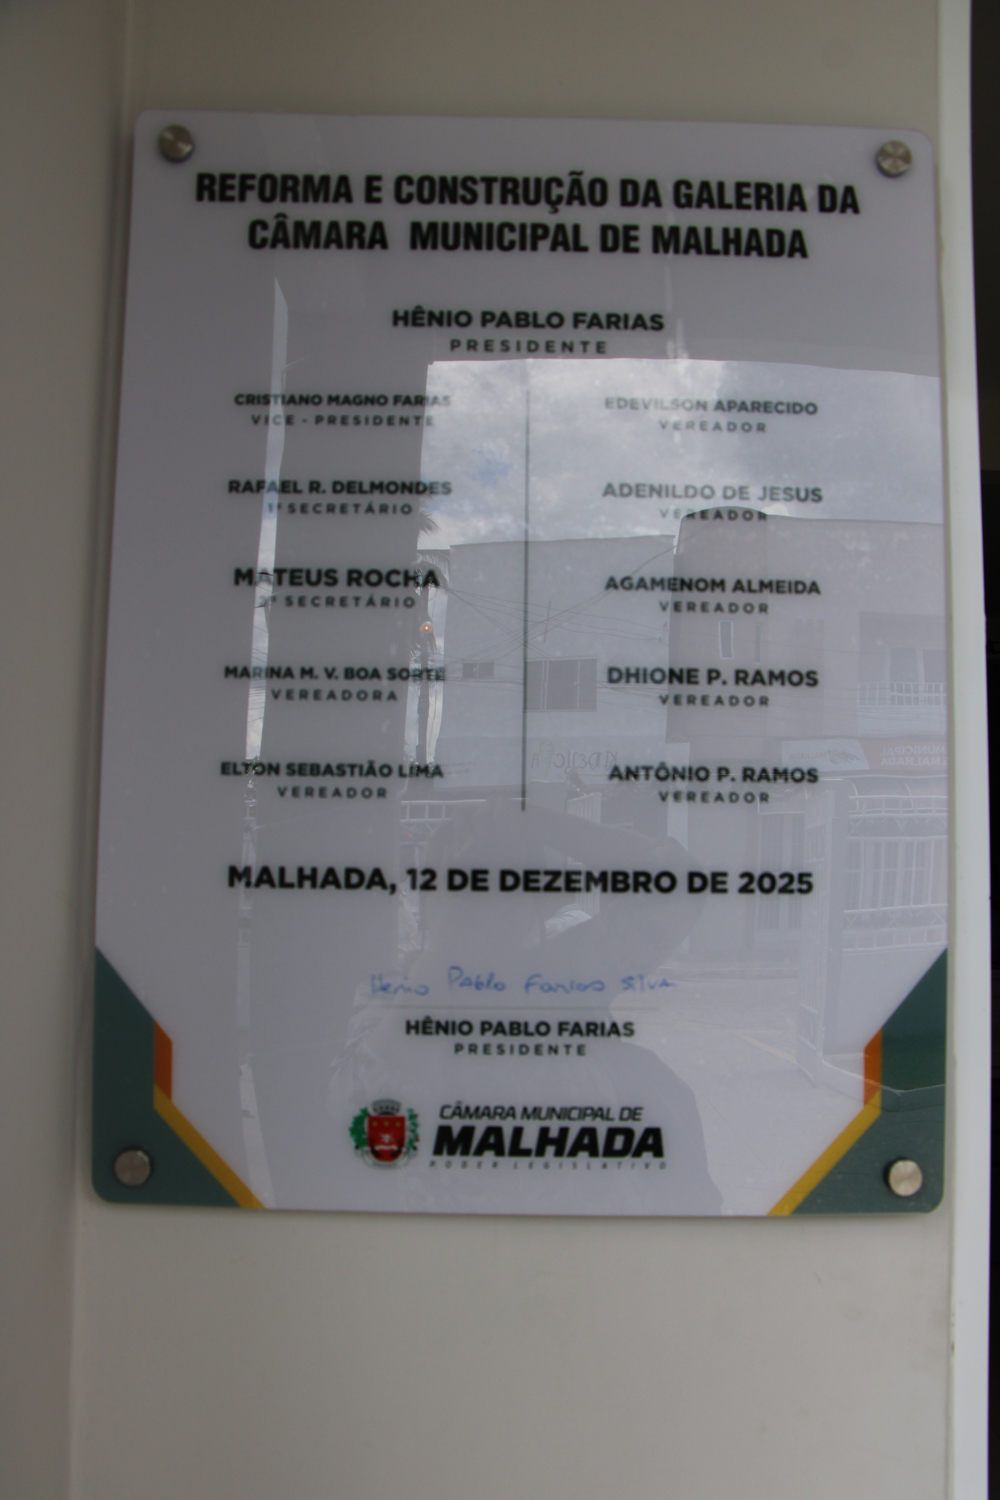 REFORMA E CONSTRUÇÃO DA GALERIA DA
CÂMARA MUNICIPAL DE MALHADA
HÊNIO PABLO FARIAS
PRESIDENTE
CRISTIANO MAGNO FARIAS
VICE - PRESIDENTE
RAFAEL R. DELMONDES
1º SECRETÁRIO
MATEUS ROCHA
2º SECRETÁRIO
MARINA M. V. BOA SORTE
VEREADORA
ELTON SEBASTIÃO LIMA
VEREADOR
EDEVILSON APARECIDO
VEREADOR
ADENILDO DE JESUS
VEREADOR
AGAMENOM ALMEIDA
VEREADOR
DHIONE P. RAMOS
VEREADOR
ANTÔNIO P. RAMOS
VEREADOR
MALHADA, 12 DE DEZEMBRO DE 2025
Henio Pablo Farias Silva
HÊNIO PABLO FARIAS
PRESIDENTE
CÂMARA MUNICIPAL DE
MALHADA
PODER LEGISLATIVO